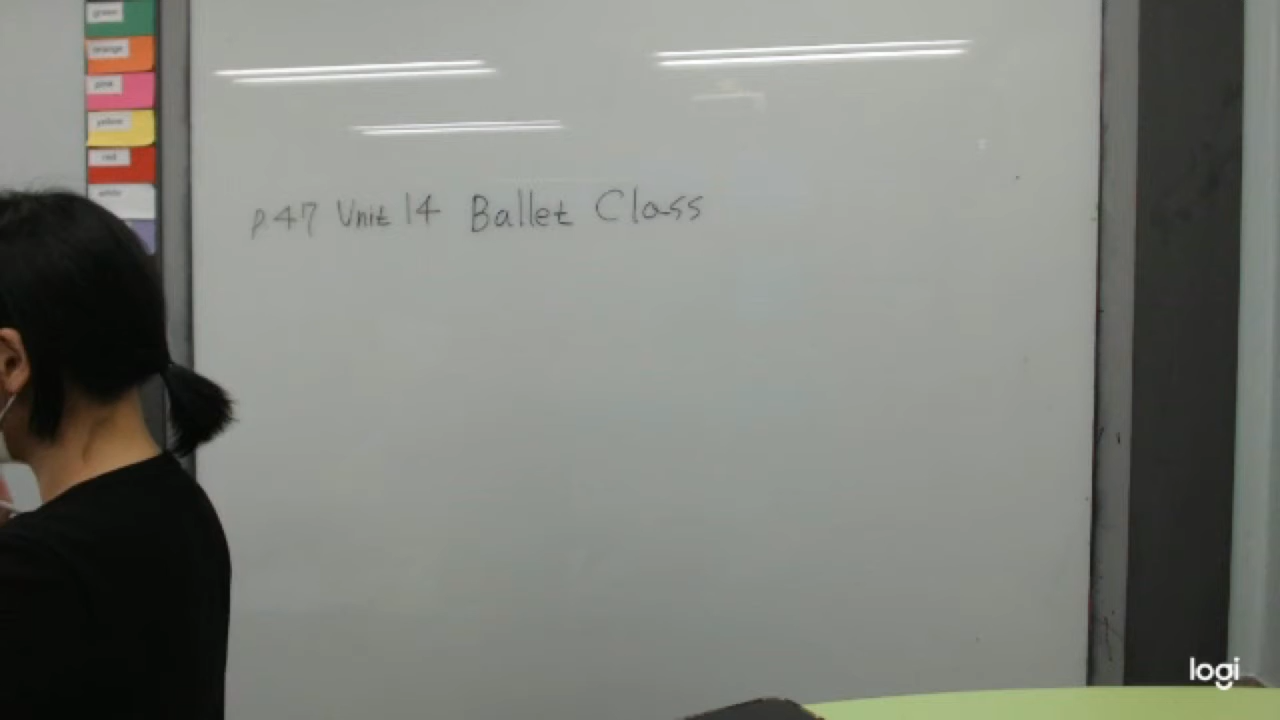 green
orange
pink
yellow
red
white
p.47 Unit 14 Ballet Class
logi